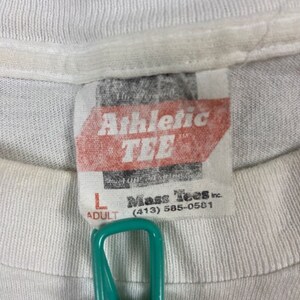 Athletic
TEE
L
ADULT
Mass Tees inc.
(413) 585-0581